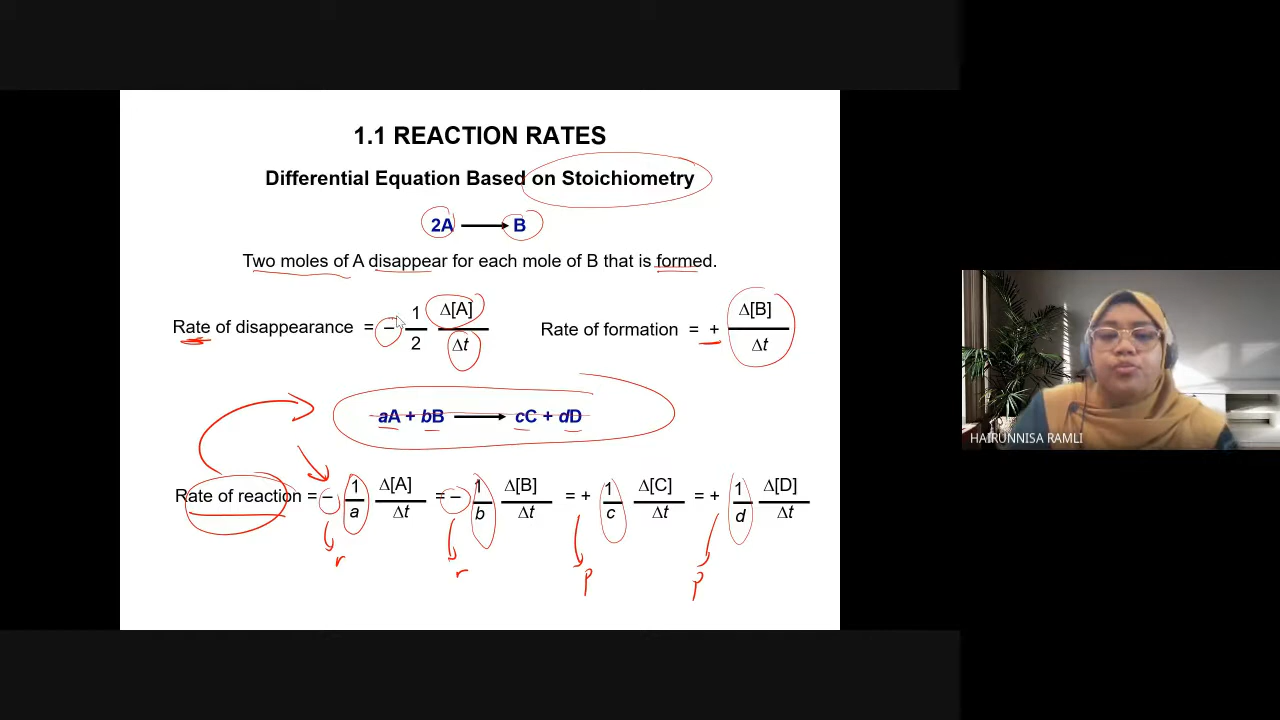 1.1 REACTION RATES
Differential Equation Based on Stoichiometry
2A ⟶ B
Two moles of A disappear for each mole of B that is formed.
Rate of disappearance = – 1/2 Δ[A]/Δt Rate of formation = + Δ[B]/Δt
aA + bB ⟶ cC + dD
Rate of reaction = – 1/a Δ[A]/Δt = – 1/b Δ[B]/Δt = + 1/c Δ[C]/Δt = + 1/d Δ[D]/Δt
r r p p
HAIRUNNISA RAMLI